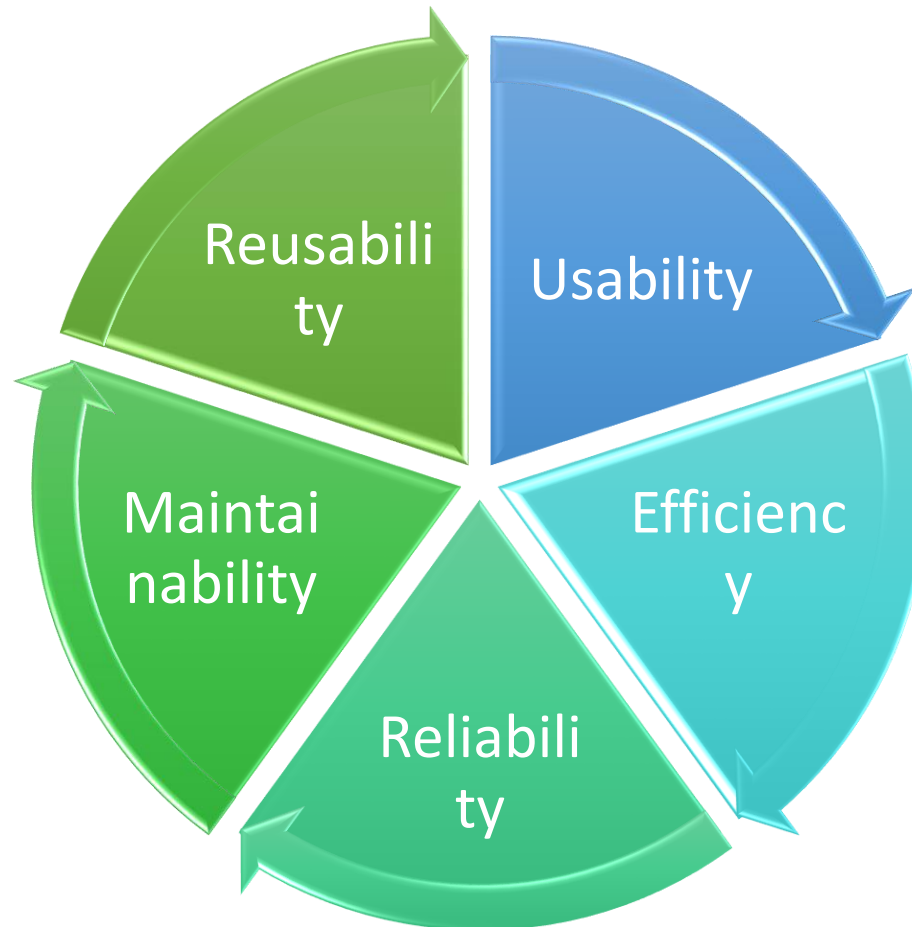 Usability
Efficienc
y
Reliabili
ty
Maintai
nability
Reusabili
ty